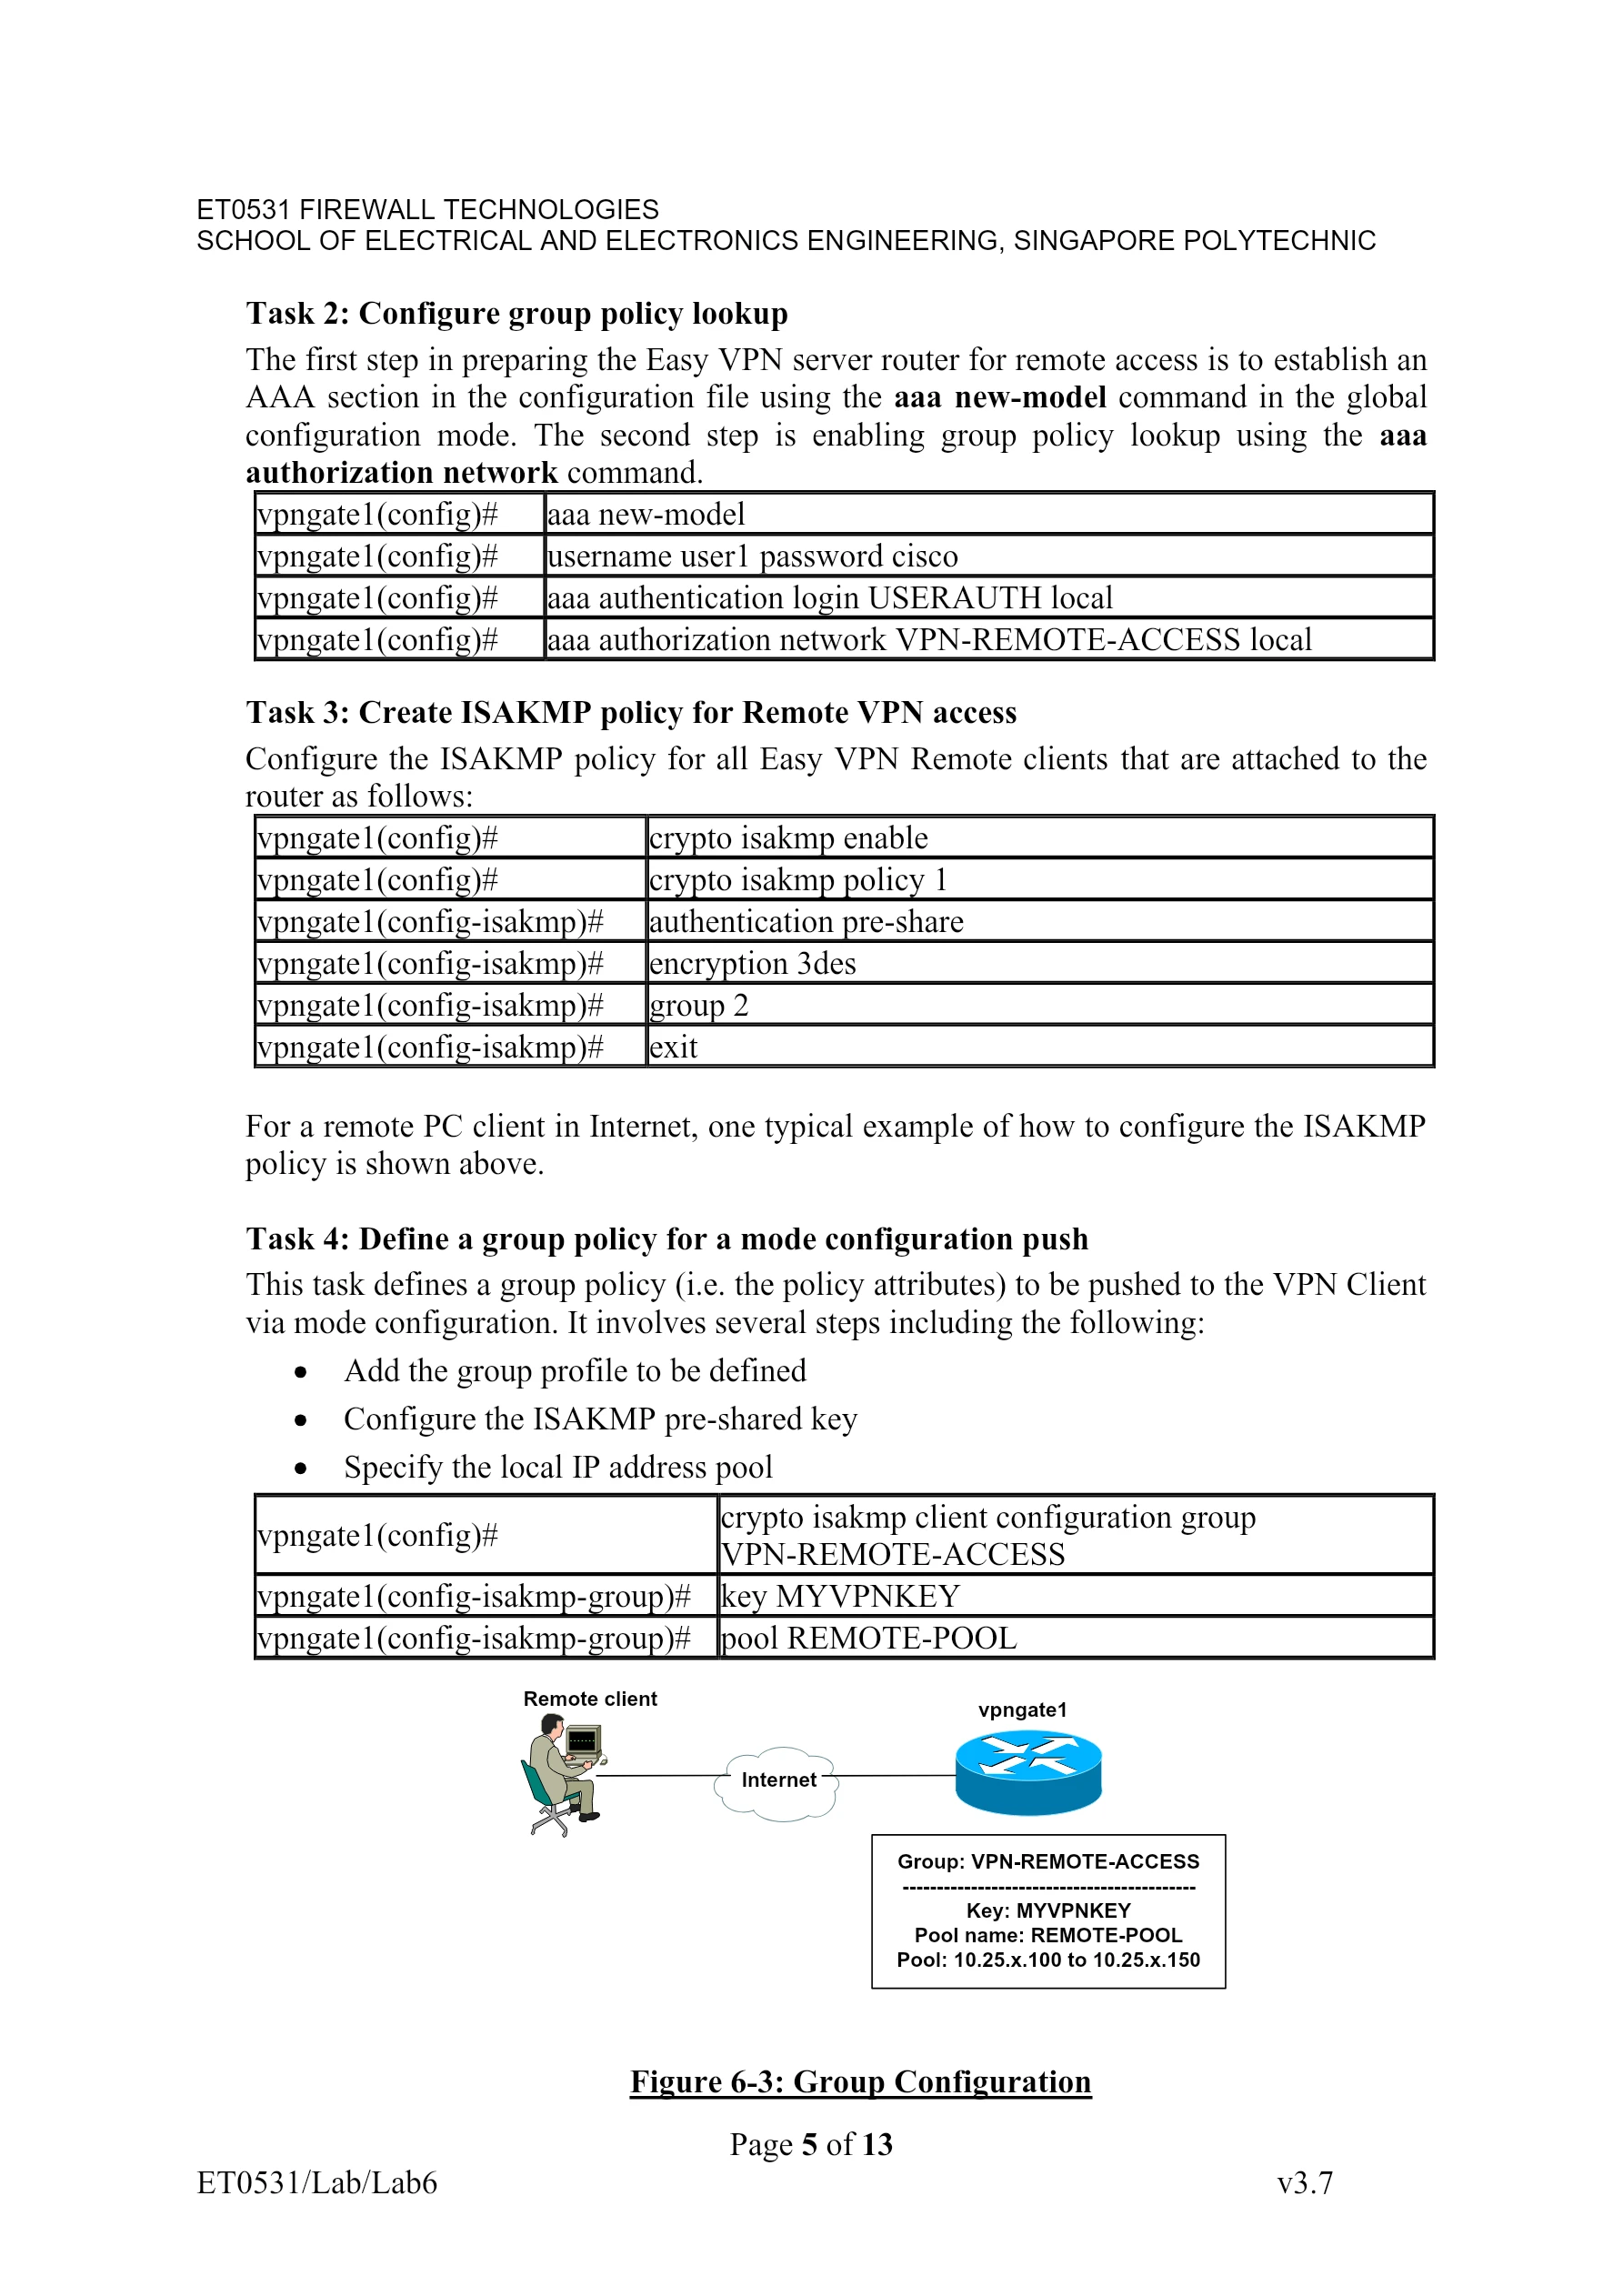 ET0531 FIREWALL TECHNOLOGIES
SCHOOL OF ELECTRICAL AND ELECTRONICS ENGINEERING, SINGAPORE POLYTECHNIC
Task 2: Configure group policy lookup
The first step in preparing the Easy VPN server router for remote access is to establish an
AAA section in the configuration file using the aaa new-model command in the global
configuration mode. The second step is enabling group policy lookup using the aaa
authorization network command.
vpngate1(config)# aaa new-model
vpngate1(config)# username user1 password cisco
vpngate1(config)# aaa authentication login USERAUTH local
vpngate1(config)# aaa authorization network VPN-REMOTE-ACCESS local
Task 3: Create ISAKMP policy for Remote VPN access
Configure the ISAKMP policy for all Easy VPN Remote clients that are attached to the
router as follows:
vpngate1(config)# crypto isakmp enable
vpngate1(config)# crypto isakmp policy 1
vpngate1(config-isakmp)# authentication pre-share
vpngate1(config-isakmp)# encryption 3des
vpngate1(config-isakmp)# group 2
vpngate1(config-isakmp)# exit
For a remote PC client in Internet, one typical example of how to configure the ISAKMP
policy is shown above.
Task 4: Define a group policy for a mode configuration push
This task defines a group policy (i.e. the policy attributes) to be pushed to the VPN Client
via mode configuration. It involves several steps including the following:
• Add the group profile to be defined
• Configure the ISAKMP pre-shared key
• Specify the local IP address pool
vpngate1(config)# crypto isakmp client configuration group
VPN-REMOTE-ACCESS
vpngate1(config-isakmp-group)# key MYVPNKEY
vpngate1(config-isakmp-group)# pool REMOTE-POOL
Remote client
vpngate1
Internet
Group: VPN-REMOTE-ACCESS
-------------------------------------------
Key: MYVPNKEY
Pool name: REMOTE-POOL
Pool: 10.25.x.100 to 10.25.x.150
Figure 6-3: Group Configuration
Page 5 of 13
ET0531/Lab/Lab6 v3.7